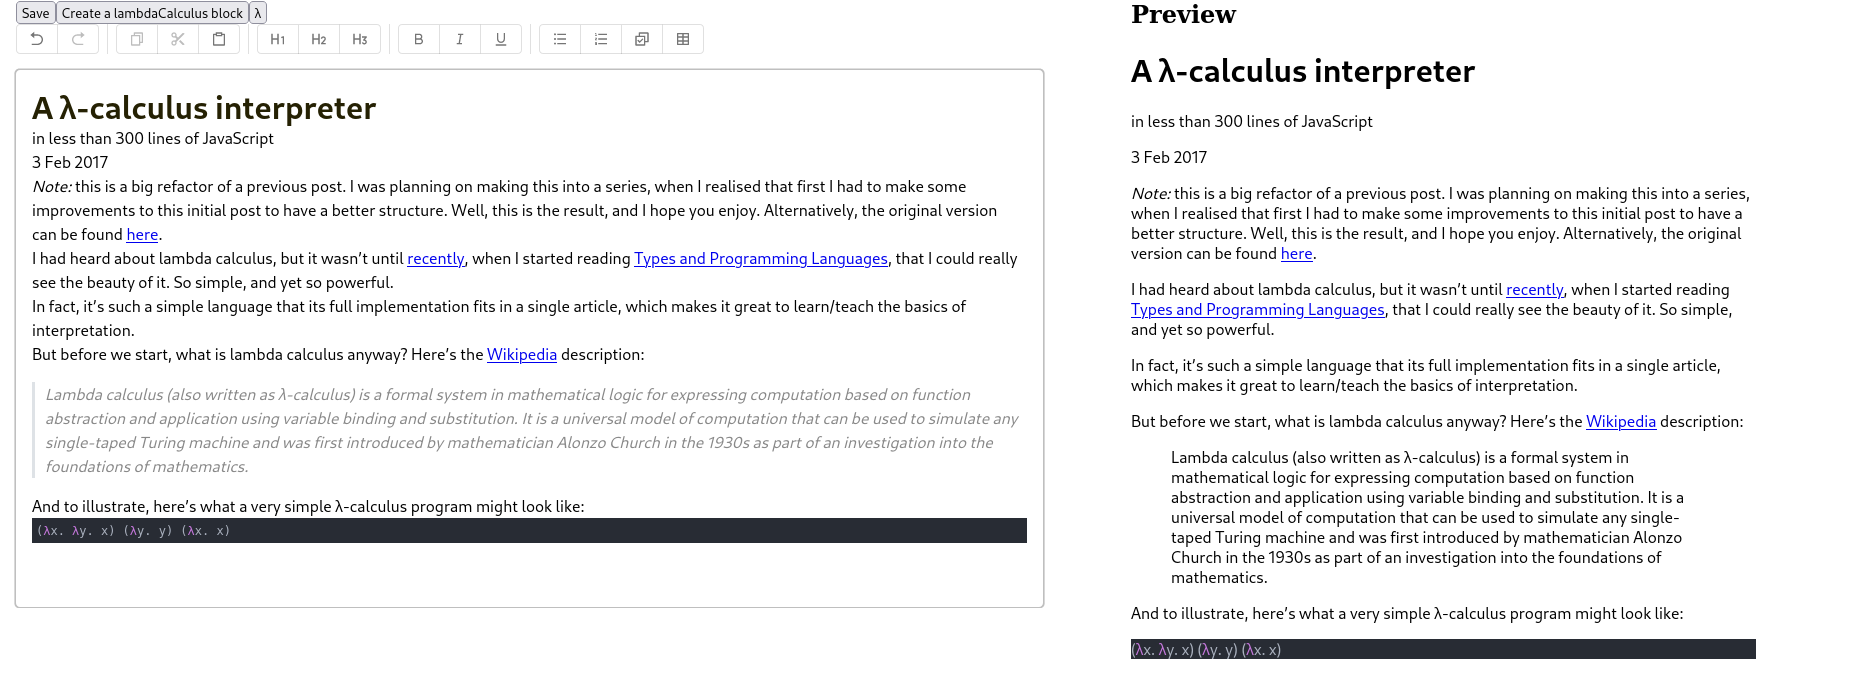 Save Create a lambdaCalculus block λ
H1 H2 H3 B I U
A λ-calculus interpreter
in less than 300 lines of JavaScript
3 Feb 2017
Note: this is a big refactor of a previous post. I was planning on making this into a series, when I realised that first I had to make some
improvements to this initial post to have a better structure. Well, this is the result, and I hope you enjoy. Alternatively, the original version
can be found here.
I had heard about lambda calculus, but it wasn’t until recently, when I started reading Types and Programming Languages, that I could really
see the beauty of it. So simple, and yet so powerful.
In fact, it’s such a simple language that its full implementation fits in a single article, which makes it great to learn/teach the basics of
interpretation.
But before we start, what is lambda calculus anyway? Here’s the Wikipedia description:
Lambda calculus (also written as λ-calculus) is a formal system in mathematical logic for expressing computation based on function
abstraction and application using variable binding and substitution. It is a universal model of computation that can be used to simulate any
single-taped Turing machine and was first introduced by mathematician Alonzo Church in the 1930s as part of an investigation into the
foundations of mathematics.
And to illustrate, here’s what a very simple λ-calculus program might look like:
(λx. λy. x) (λy. y) (λx. x)
Preview
A λ-calculus interpreter
in less than 300 lines of JavaScript
3 Feb 2017
Note: this is a big refactor of a previous post. I was planning on making this into a series,
when I realised that first I had to make some improvements to this initial post to have a
better structure. Well, this is the result, and I hope you enjoy. Alternatively, the original
version can be found here.
I had heard about lambda calculus, but it wasn’t until recently, when I started reading
Types and Programming Languages, that I could really see the beauty of it. So simple,
and yet so powerful.
In fact, it’s such a simple language that its full implementation fits in a single article,
which makes it great to learn/teach the basics of interpretation.
But before we start, what is lambda calculus anyway? Here’s the Wikipedia description:
Lambda calculus (also written as λ-calculus) is a formal system in
mathematical logic for expressing computation based on function
abstraction and application using variable binding and substitution. It is a
universal model of computation that can be used to simulate any single-
taped Turing machine and was first introduced by mathematician Alonzo
Church in the 1930s as part of an investigation into the foundations of
mathematics.
And to illustrate, here’s what a very simple λ-calculus program might look like:
(λx. λy. x) (λy. y) (λx. x)